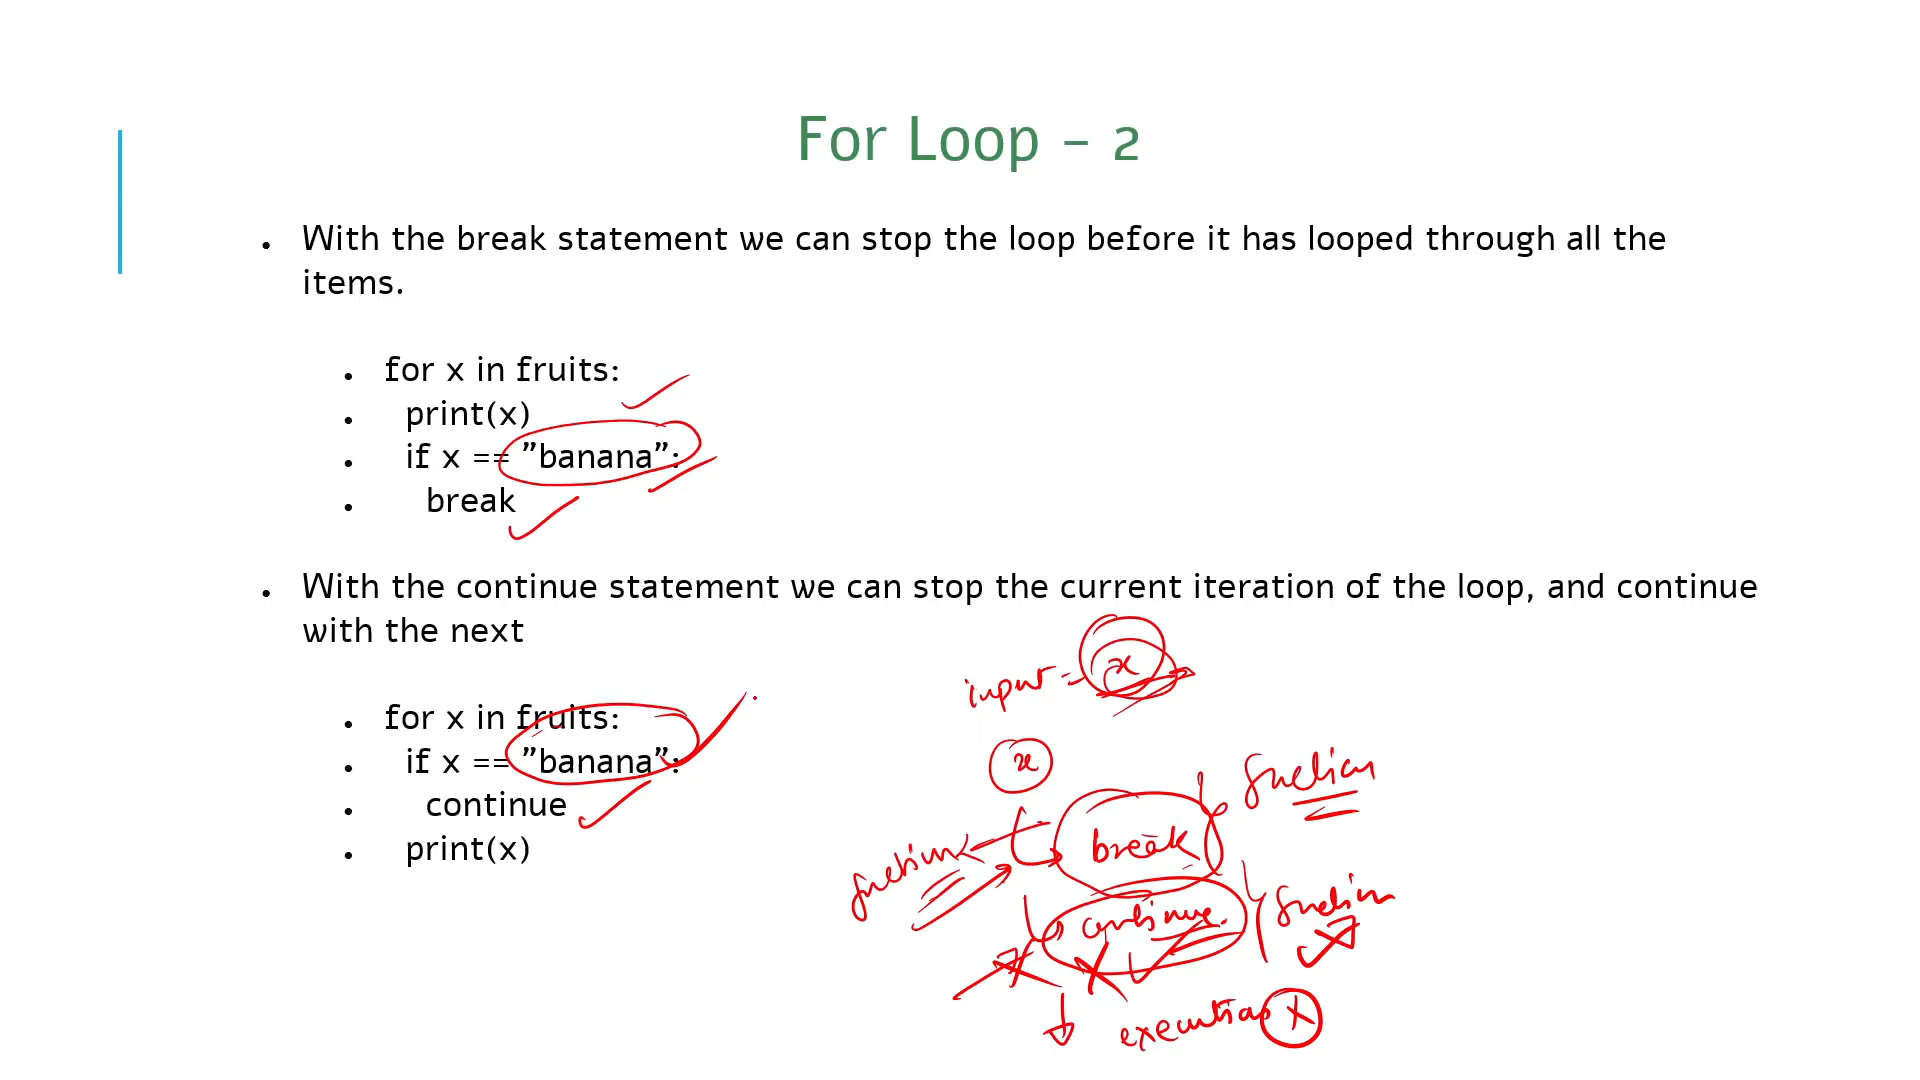 For Loop – 2
• With the break statement we can stop the loop before it has looped through all the
items.
• for x in fruits:
• print(x)
• if x == ”banana”:
• break
• With the continue statement we can stop the current iteration of the loop, and continue
with the next
• for x in fruits:
• if x == ”banana”:
• continue
• print(x)
input = x
x
function
break
function
continue
function
execution X